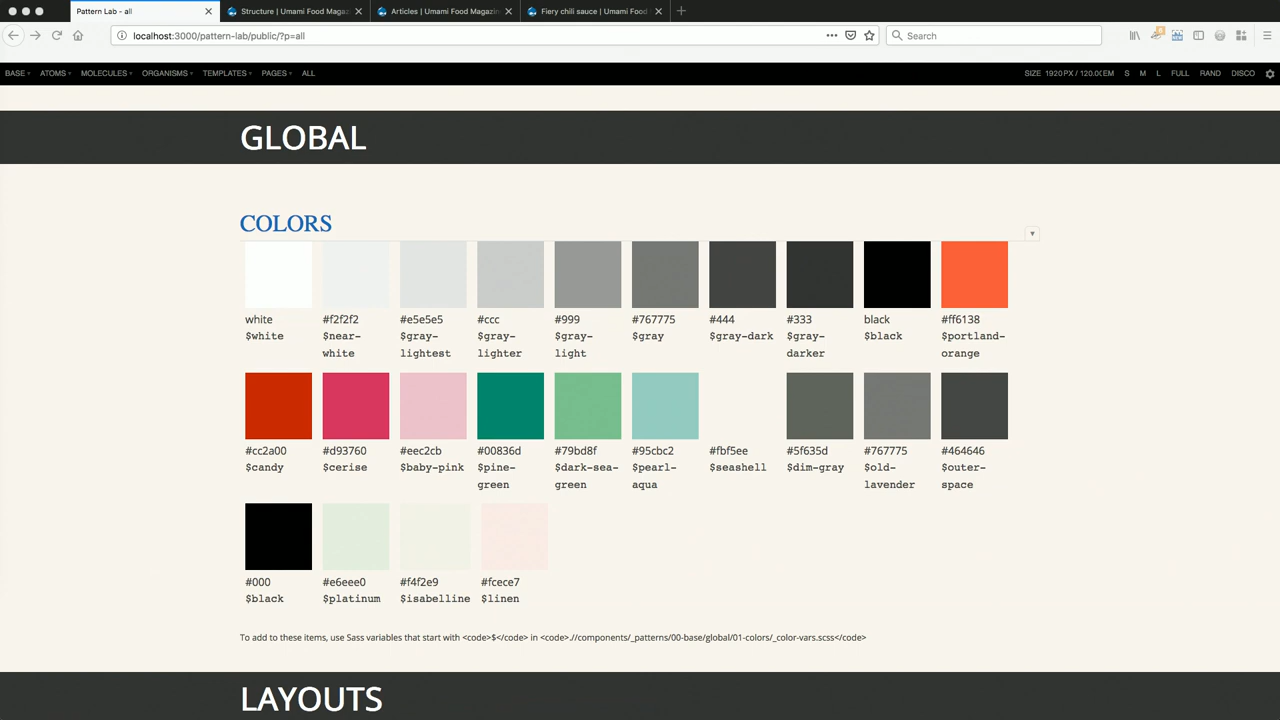 Pattern Lab - all
Structure | Umami Food Magaz
Articles | Umami Food Magazin
Fiery chili sauce | Umami Food
localhost:3000/pattern-lab/public/?p=all
Search
BASE ATOMS MOLECULES ORGANISMS TEMPLATES PAGES ALL
SIZE 1920PX / 120.00EM S M L FULL RAND DISCO
GLOBAL
COLORS
white #f2f2f2 #e5e5e5 #ccc #999 #767775 #444 #333 black #ff6138
$white $near- $gray- $gray- $gray- $gray $gray-dark $gray- $black $portland-
white lightest lighter light darker orange
#cc2a00 #d93760 #eec2cb #00836d #79bd8f #95cbc2 #fbf5ee #5f635d #767775 #464646
$candy $cerise $baby-pink $pine- $dark-sea- $pearl- $seashell $dim-gray $old- $outer-
green green aqua lavender space
#000 #e6eee0 #f4f2e9 #fcece7
$black $platinum $isabelline $linen
To add to these items, use Sass variables that start with <code>$</code> in <code>.//components/_patterns/00-base/global/01-colors/_color-vars.scss</code>
LAYOUTS